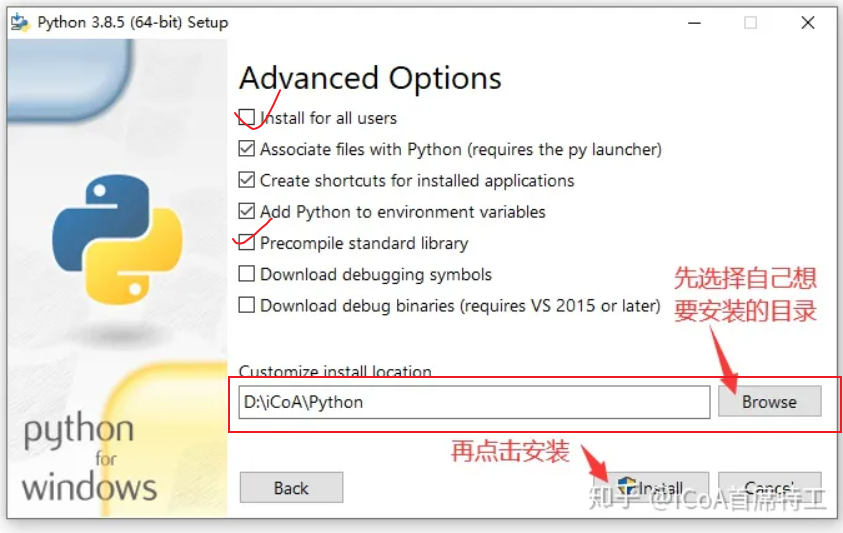 Python 3.8.5 (64-bit) Setup
Advanced Options
Install for all users
Associate files with Python (requires the py launcher)
Create shortcuts for installed applications
Add Python to environment variables
Precompile standard library
Download debugging symbols
Download debug binaries (requires VS 2015 or later)
先选择自己想
要安装的目录
Customize install location
D:\iCoA\Python
Browse
再点击安装
python
for
windows
Back
Install
Cancel
知乎 @iCoA首席特工